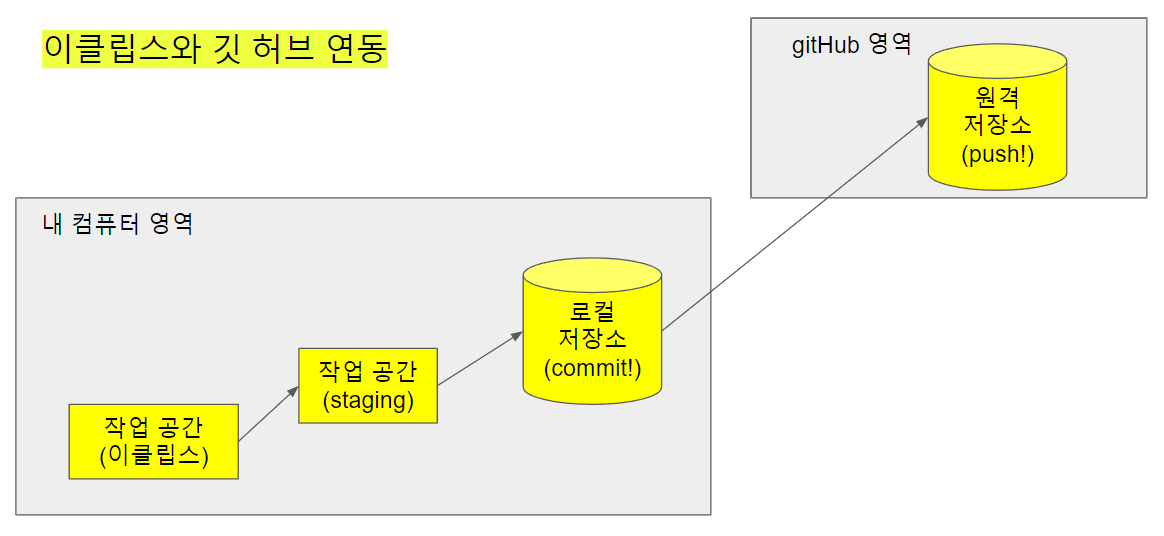 이클립스와 깃 허브 연동
gitHub 영역
원격
저장소
(push!)
내 컴퓨터 영역
로컬
저장소
(commit!)
작업 공간
(staging)
작업 공간
(이클립스)